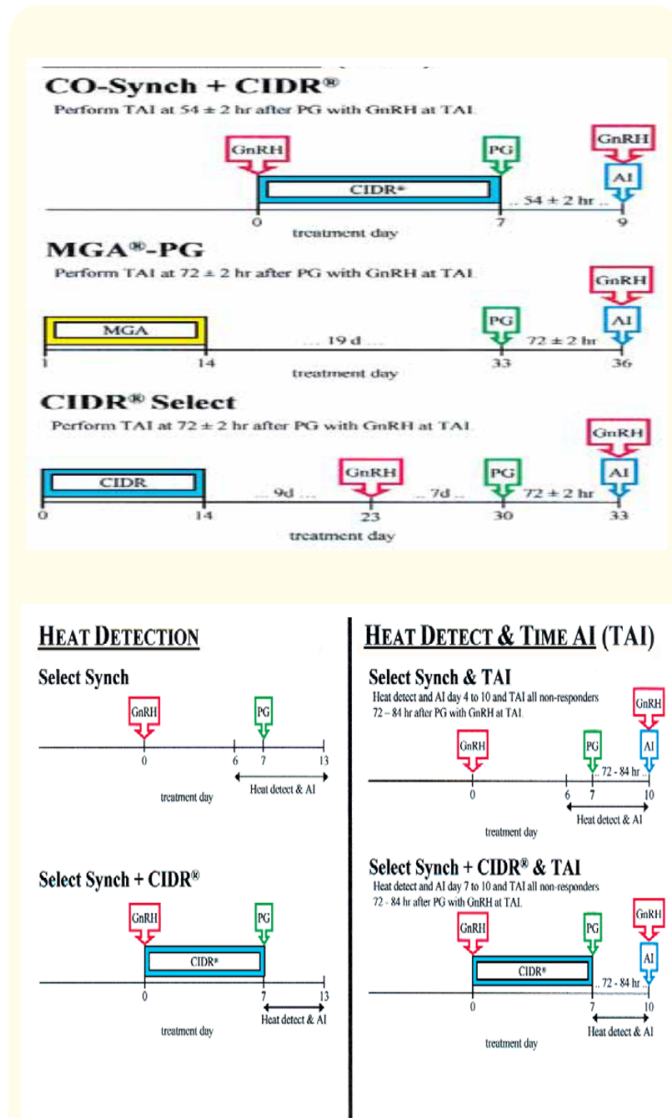 CO-Synch + CIDR®
Perform TAI at 54 ± 2 hr after PG with GnRH at TAI.
GnRH
PG
GnRH
AI
CIDR®
.. 54 ± 2 hr ..
0
7
9
treatment day
MGA®-PG
Perform TAI at 72 ± 2 hr after PG with GnRH at TAI.
GnRH
MGA
PG
AI
... 19 d ...
72 ± 2 hr
1
14
33
36
treatment day
CIDR® Select
Perform TAI at 72 ± 2 hr after PG with GnRH at TAI.
GnRH
CIDR
GnRH
PG
AI
... 9d ...
.. 7d ..
.. 72 ± 2 hr
0
14
23
30
33
treatment day
HEAT DETECTION
Select Synch
GnRH
PG
0
6
7
13
Heat detect & AI
treatment day
Select Synch + CIDR®
GnRH
PG
CIDR®
0
7
13
Heat detect & AI
treatment day
HEAT DETECT & TIME AI (TAI)
Select Synch & TAI
Heat detect and AI day 4 to 10 and TAI all non-responders
72 – 84 hr after PG with GnRH at TAI.
GnRH
GnRH
PG
AI
.. 72 - 84 hr ..
0
6
7
10
Heat detect & AI
treatment day
Select Synch + CIDR® & TAI
Heat detect and AI day 7 to 10 and TAI all non-responders
72 - 84 hr after PG with GnRH at TAI.
GnRH
PG
GnRH
AI
CIDR®
.. 72 - 84 hr ..
0
7
10
Heat detect & AI
treatment day